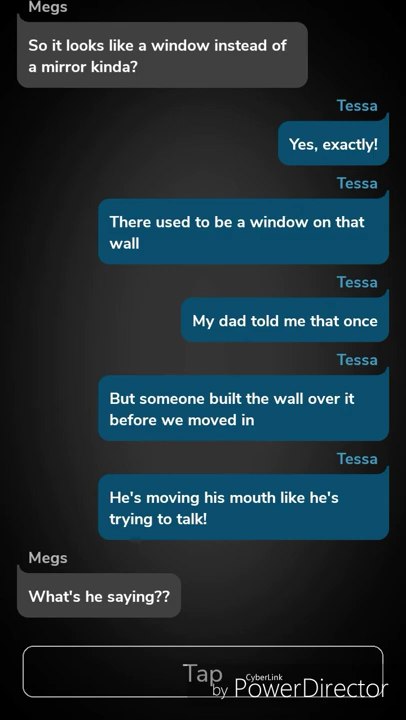 Megs
So it looks like a window instead of
a mirror kinda?
Tessa
Yes, exactly!
Tessa
There used to be a window on that
wall
Tessa
My dad told me that once
Tessa
But someone built the wall over it
before we moved in
Tessa
He's moving his mouth like he's
trying to talk!
Megs
What's he saying??
Tap
by CyberLink
PowerDirector